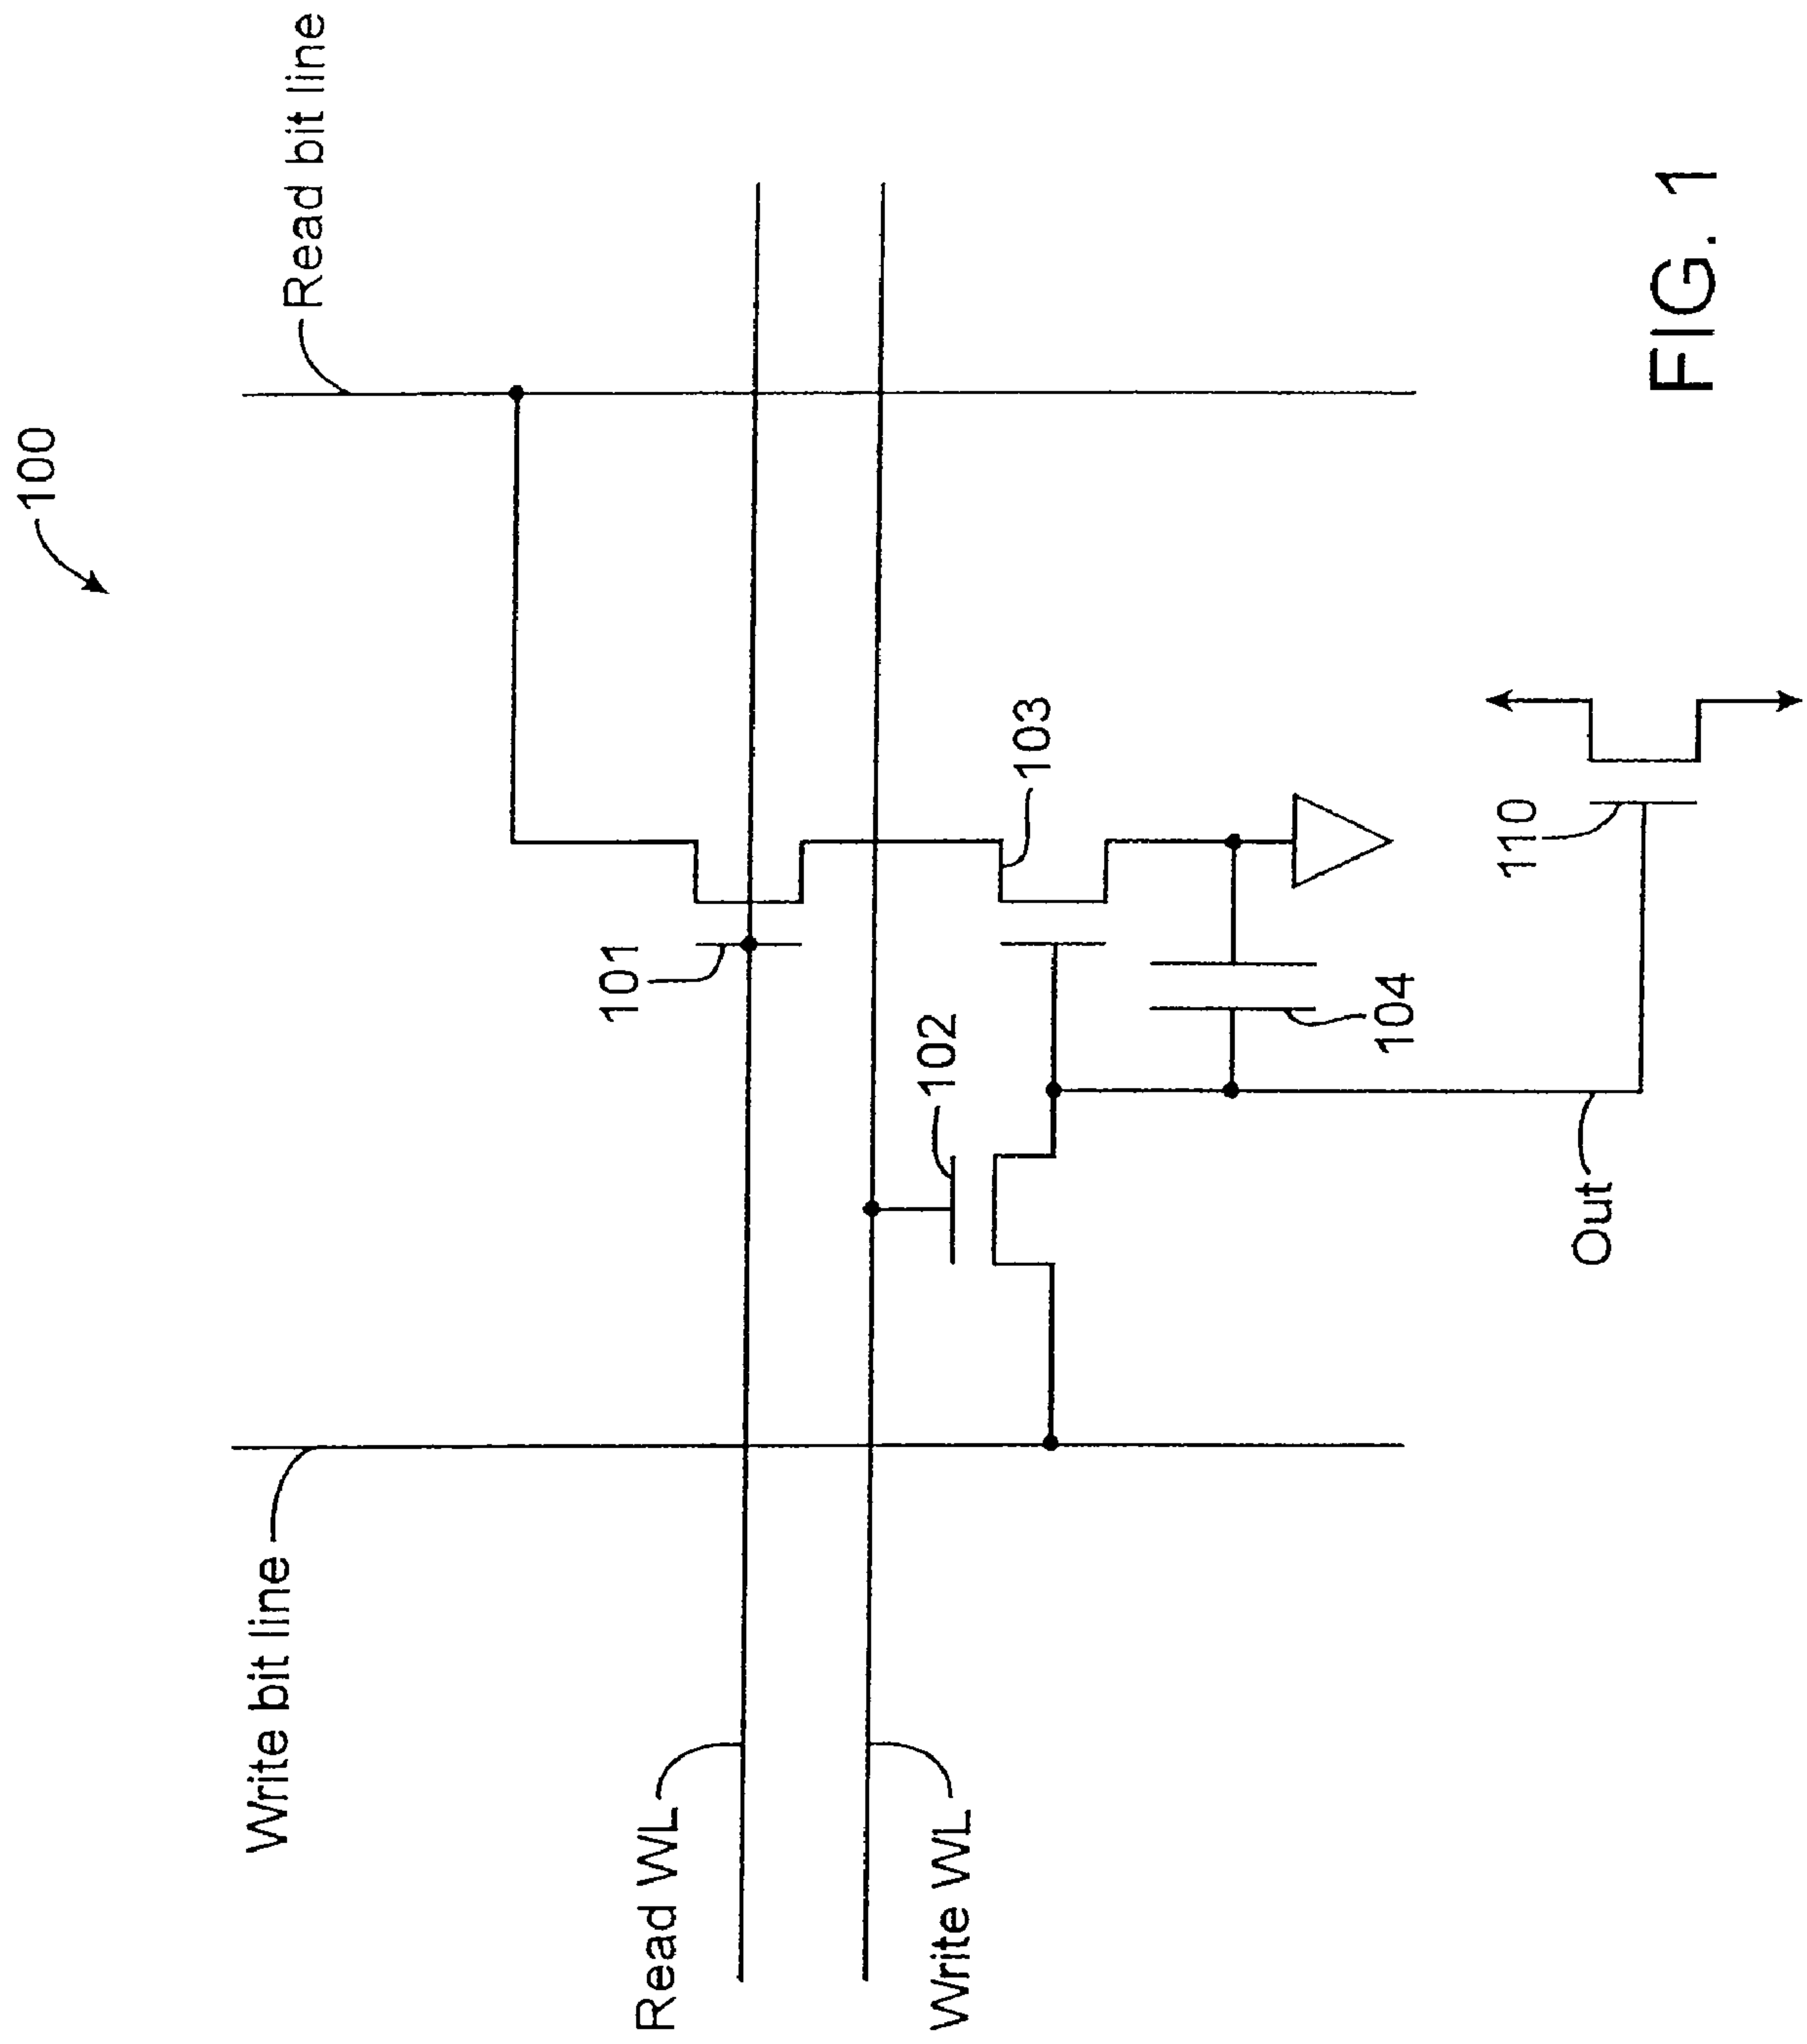 100
Write bit line
Read bit line
Read WL
101
Write WL
102
103
104
Out
110
FIG. 1